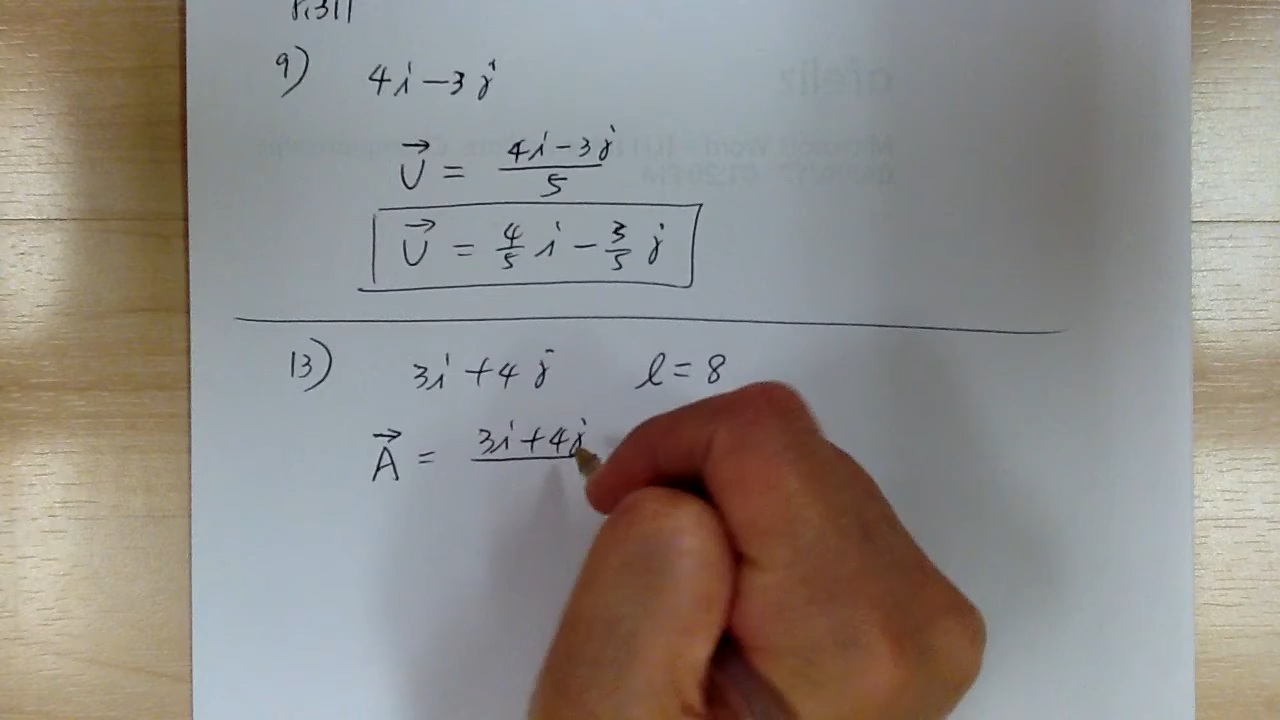 P.311
9) 4i – 3j
U⃗ = (4i – 3j)/5
U⃗ = 4/5 i – 3/5 j
13) 3i + 4j l = 8
A⃗ = 3i + 4j